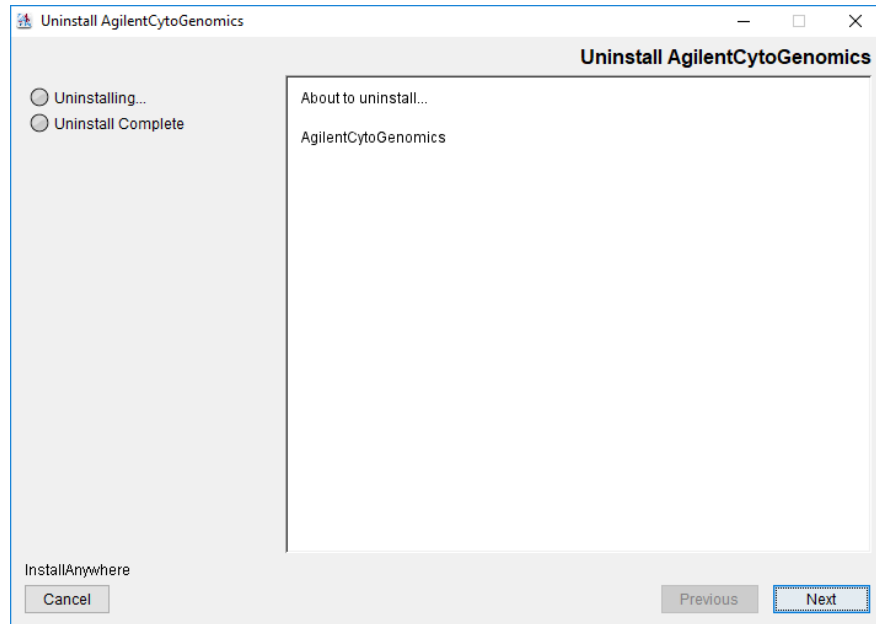 Uninstall AgilentCytoGenomics
Uninstall AgilentCytoGenomics
Uninstalling...
Uninstall Complete
About to uninstall...
AgilentCytoGenomics
InstallAnywhere
Cancel
Previous
Next